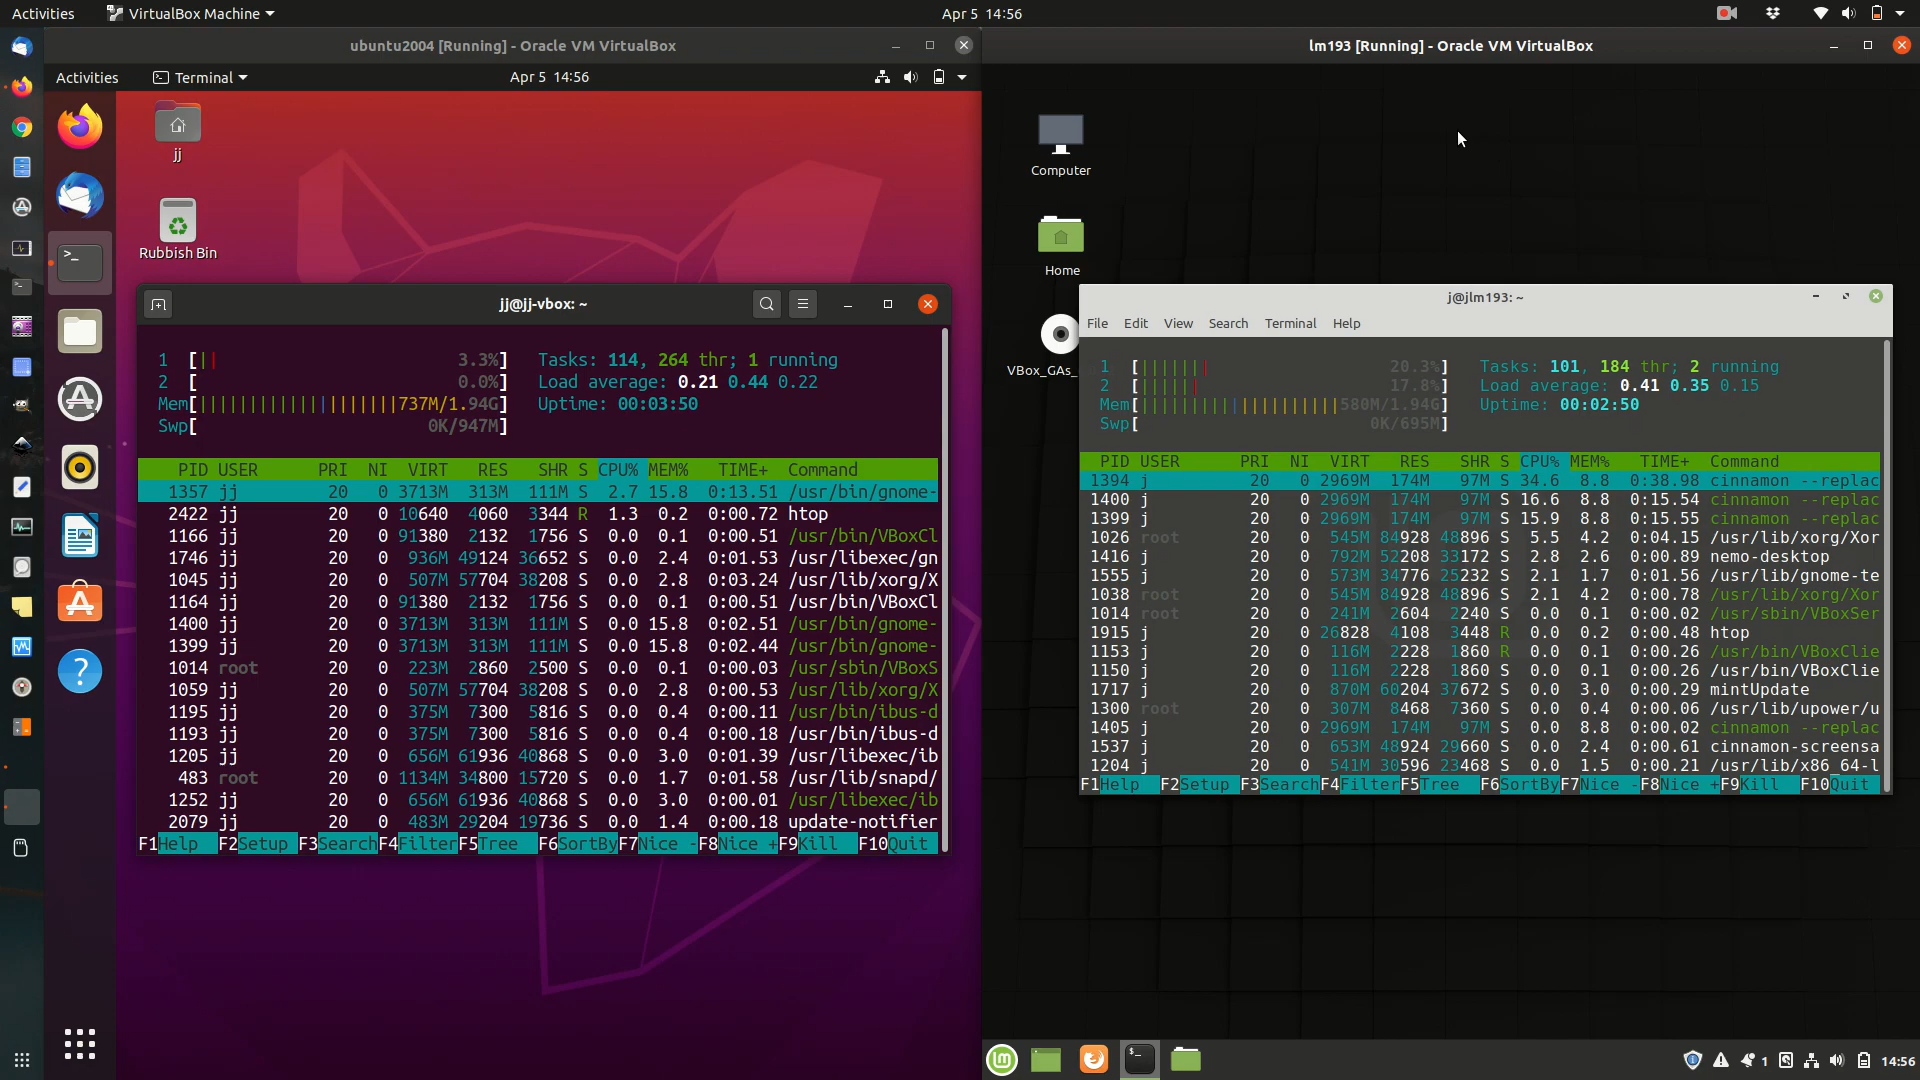 Activities VirtualBox Machine Apr 5 14:56
ubuntu2004 [Running] - Oracle VM VirtualBox
Activities Terminal Apr 5 14:56
jj
Rubbish Bin
jj@jj-vbox: ~
1 [|| 3.3%] Tasks: 114, 264 thr; 1 running
2 [ 0.0%] Load average: 0.21 0.44 0.22
Mem[||||||||||||||||||||737M/1.94G] Uptime: 00:03:50
Swp[ 0K/947M]
PID USER PRI NI VIRT RES SHR S CPU% MEM% TIME+ Command
1357 jj 20 0 3713M 313M 111M S 2.7 15.8 0:13.51 /usr/bin/gnome-
2422 jj 20 0 10640 4060 3344 R 1.3 0.2 0:00.72 htop
1166 jj 20 0 91380 2132 1756 S 0.0 0.1 0:00.51 /usr/bin/VBoxCl
1746 jj 20 0 936M 49124 36652 S 0.0 2.4 0:01.53 /usr/libexec/gn
1045 jj 20 0 507M 57704 38208 S 0.0 2.8 0:03.24 /usr/lib/xorg/X
1164 jj 20 0 91380 2132 1756 S 0.0 0.1 0:00.51 /usr/bin/VBoxCl
1400 jj 20 0 3713M 313M 111M S 0.0 15.8 0:02.51 /usr/bin/gnome-
1399 jj 20 0 3713M 313M 111M S 0.0 15.8 0:02.44 /usr/bin/gnome-
1014 root 20 0 223M 2860 2500 S 0.0 0.1 0:00.03 /usr/sbin/VBoxS
1059 jj 20 0 507M 57704 38208 S 0.0 2.8 0:00.53 /usr/lib/xorg/X
1195 jj 20 0 375M 7300 5816 S 0.0 0.4 0:00.11 /usr/bin/ibus-d
1193 jj 20 0 375M 7300 5816 S 0.0 0.4 0:00.18 /usr/bin/ibus-d
1205 jj 20 0 656M 61936 40868 S 0.0 3.0 0:01.39 /usr/libexec/ib
483 root 20 0 1134M 34800 15720 S 0.0 1.7 0:01.58 /usr/lib/snapd/
1252 jj 20 0 656M 61936 40868 S 0.0 3.0 0:00.01 /usr/libexec/ib
2079 jj 20 0 483M 29204 19736 S 0.0 1.4 0:00.18 update-notifier
F1Help F2Setup F3SearchF4FilterF5Tree F6SortByF7Nice -F8Nice +F9Kill F10Quit
lm193 [Running] - Oracle VM VirtualBox
Computer
Home
VBox_GAs_
j@jlm193: ~
File Edit View Search Terminal Help
1 [||||||| 20.3%] Tasks: 101, 184 thr; 2 running
2 [|||||| 17.8%] Load average: 0.41 0.35 0.15
Mem[||||||||||||||||||||580M/1.94G] Uptime: 00:02:50
Swp[ 0K/695M]
PID USER PRI NI VIRT RES SHR S CPU% MEM% TIME+ Command
1394 j 20 0 2969M 174M 97M S 34.6 8.8 0:38.98 cinnamon --replac
1400 j 20 0 2969M 174M 97M S 16.6 8.8 0:15.54 cinnamon --replac
1399 j 20 0 2969M 174M 97M S 15.9 8.8 0:15.55 cinnamon --replac
1026 root 20 0 545M 84928 48896 S 5.5 4.2 0:04.15 /usr/lib/xorg/Xor
1416 j 20 0 792M 52208 33172 S 2.8 2.6 0:00.89 nemo-desktop
1555 j 20 0 573M 34776 25232 S 2.1 1.7 0:01.56 /usr/lib/gnome-te
1038 root 20 0 545M 84928 48896 S 2.1 4.2 0:00.78 /usr/lib/xorg/Xor
1014 root 20 0 241M 2604 2240 S 0.0 0.1 0:00.02 /usr/sbin/VBoxSer
1915 j 20 0 26828 4108 3448 R 0.0 0.2 0:00.48 htop
1153 j 20 0 116M 2228 1860 R 0.0 0.1 0:00.26 /usr/bin/VBoxClie
1150 j 20 0 116M 2228 1860 S 0.0 0.1 0:00.26 /usr/bin/VBoxClie
1717 j 20 0 870M 60204 37672 S 0.0 3.0 0:00.29 mintUpdate
1300 root 20 0 307M 8468 7360 S 0.0 0.4 0:00.06 /usr/lib/upower/u
1405 j 20 0 2969M 174M 97M S 0.0 8.8 0:00.02 cinnamon --replac
1537 j 20 0 653M 48924 29660 S 0.0 2.4 0:00.61 cinnamon-screensa
1204 j 20 0 541M 30596 23468 S 0.0 1.5 0:00.21 /usr/lib/x86_64-l
F1Help F2Setup F3SearchF4FilterF5Tree F6SortByF7Nice -F8Nice +F9Kill F10Quit
1 14:56